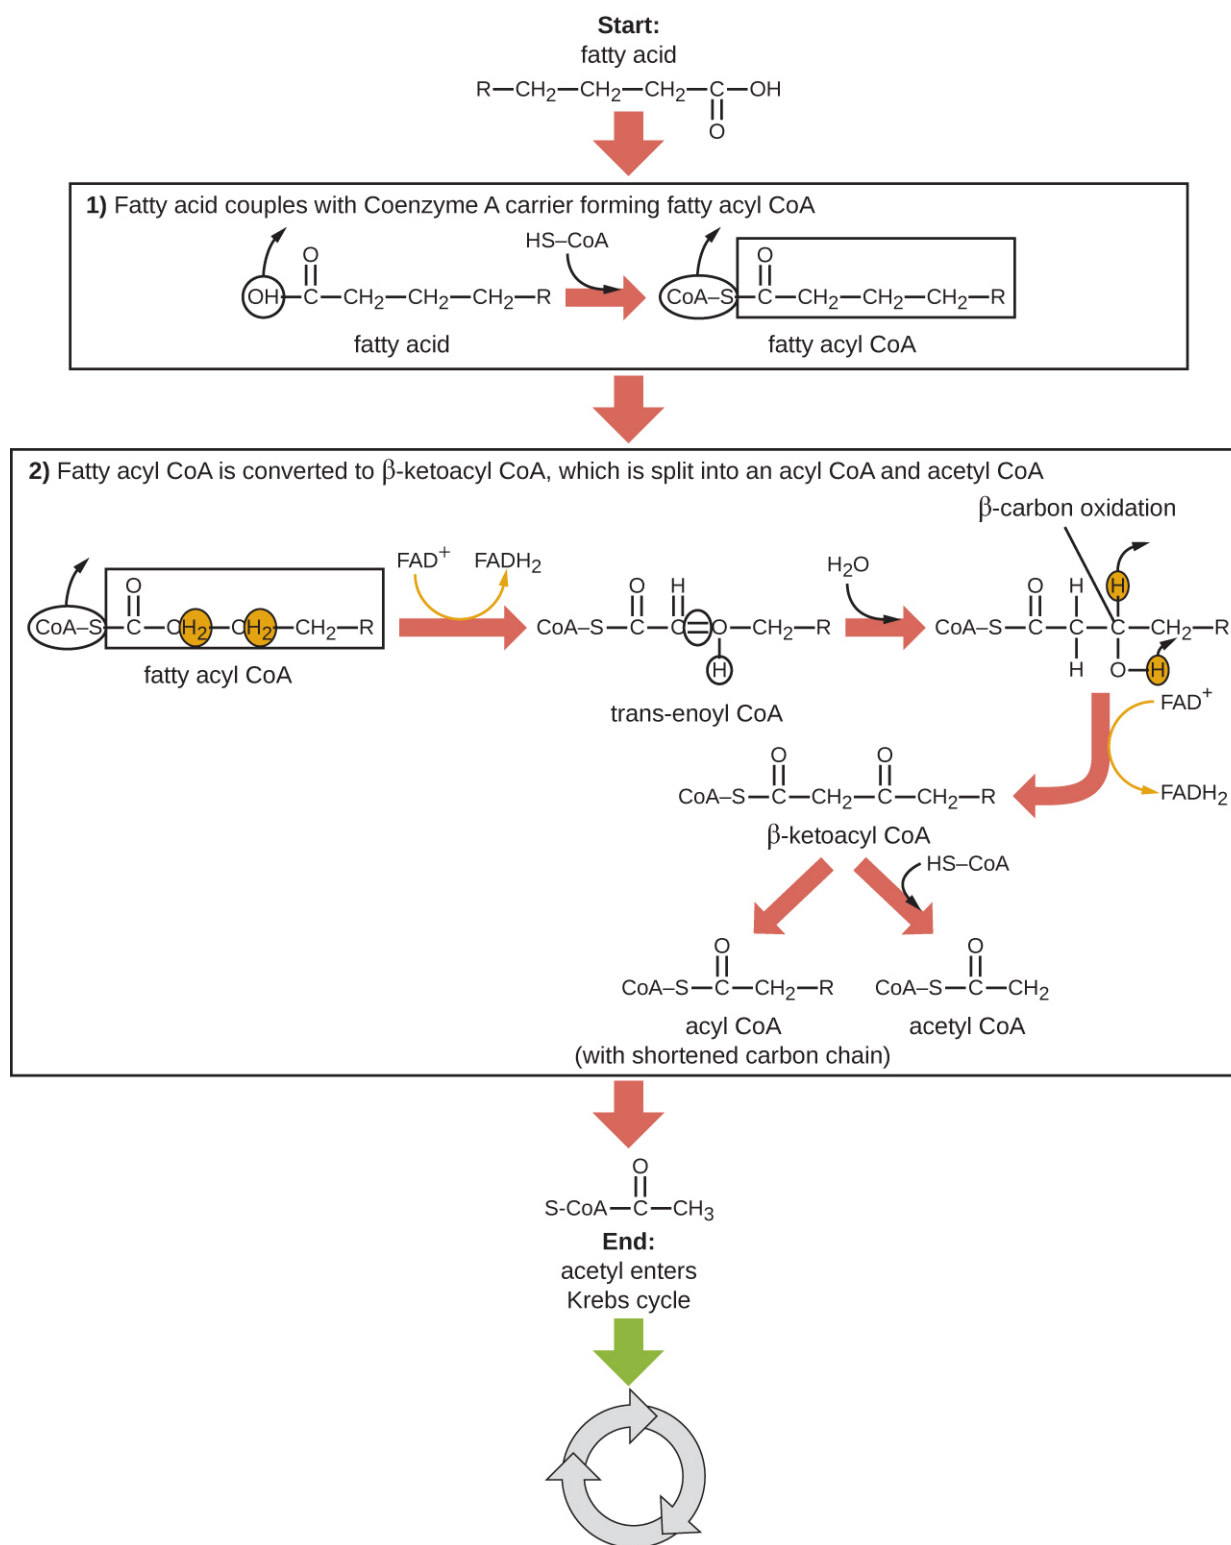 Start:
fatty acid
R–CH₂–CH₂–CH₂–C–OH
O
1) Fatty acid couples with Coenzyme A carrier forming fatty acyl CoA
HS–CoA
O
O
OH–C–CH₂–CH₂–CH₂–R
CoA–S–C–CH₂–CH₂–CH₂–R
fatty acid
fatty acyl CoA
2) Fatty acyl CoA is converted to β-ketoacyl CoA, which is split into an acyl CoA and acetyl CoA
β-carbon oxidation
FAD⁺
FADH₂
H₂O
O
O
H
O
H
H
CoA–S–C–CH₂–CH₂–CH₂–R
CoA–S–C–C=O–CH₂–R
CoA–S–C–C–C–CH₂–R
H
H
O–H
fatty acyl CoA
trans-enoyl CoA
FAD⁺
O
O
CoA–S–C–CH₂–C–CH₂–R
FADH₂
β-ketoacyl CoA
HS–CoA
O
O
CoA–S–C–CH₂–R
CoA–S–C–CH₂
acyl CoA
acetyl CoA
(with shortened carbon chain)
O
S-CoA–C–CH₃
End:
acetyl enters
Krebs cycle